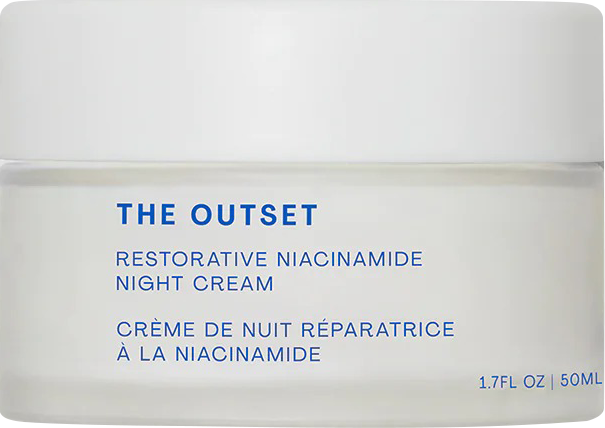 THE OUTSET
RESTORATIVE NIACINAMIDE
NIGHT CREAM
CRÈME DE NUIT RÉPARATRICE
À LA NIACINAMIDE
1.7FL OZ | 50ML